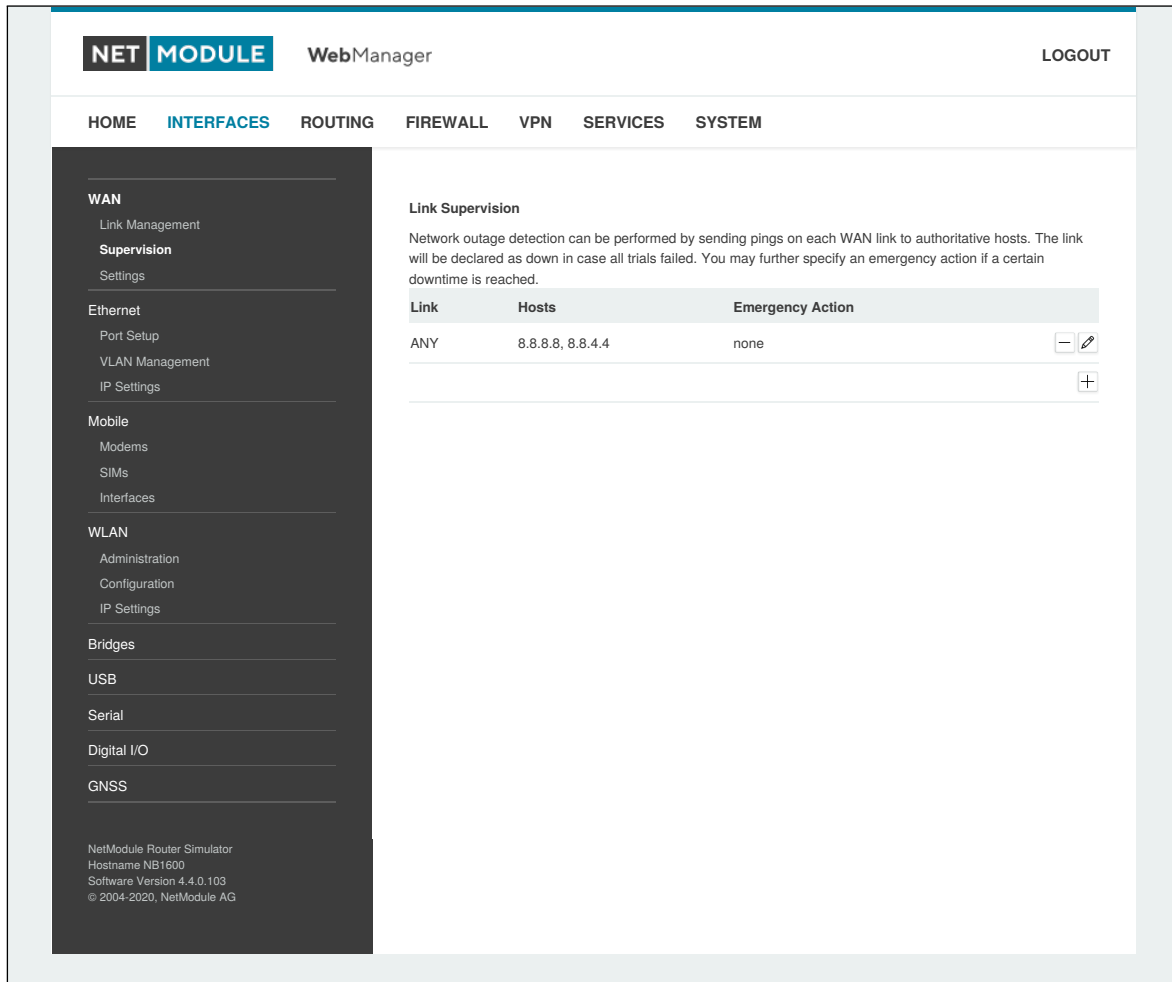 NET MODULE WebManager LOGOUT
HOME INTERFACES ROUTING FIREWALL VPN SERVICES SYSTEM
WAN
Link Management
Supervision
Settings
Ethernet
Port Setup
VLAN Management
IP Settings
Mobile
Modems
SIMs
Interfaces
WLAN
Administration
Configuration
IP Settings
Bridges
USB
Serial
Digital I/O
GNSS
NetModule Router Simulator
Hostname NB1600
Software Version 4.4.0.103
© 2004-2020, NetModule AG
Link Supervision
Network outage detection can be performed by sending pings on each WAN link to authoritative hosts. The link
will be declared as down in case all trials failed. You may further specify an emergency action if a certain
downtime is reached.
Link Hosts Emergency Action
ANY 8.8.8.8, 8.8.4.4 none